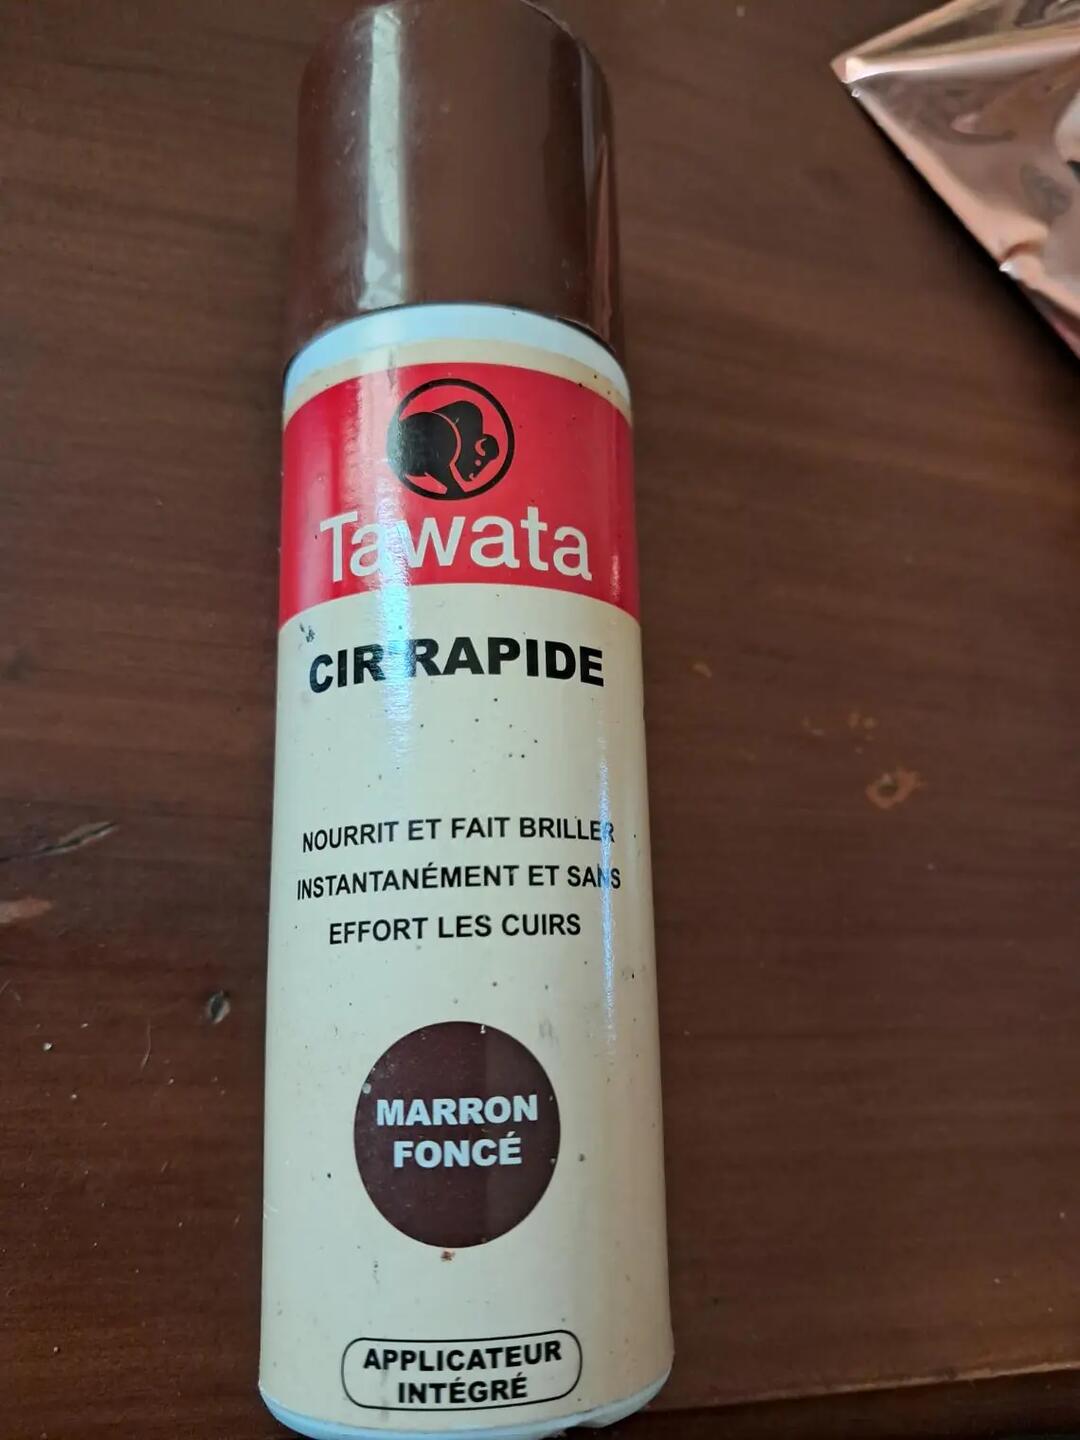 Tawata
CIR'RAPIDE
NOURRIT ET FAIT BRILLER
INSTANTANÉMENT ET SANS
EFFORT LES CUIRS
MARRON
FONCÉ
APPLICATEUR
INTÉGRÉ